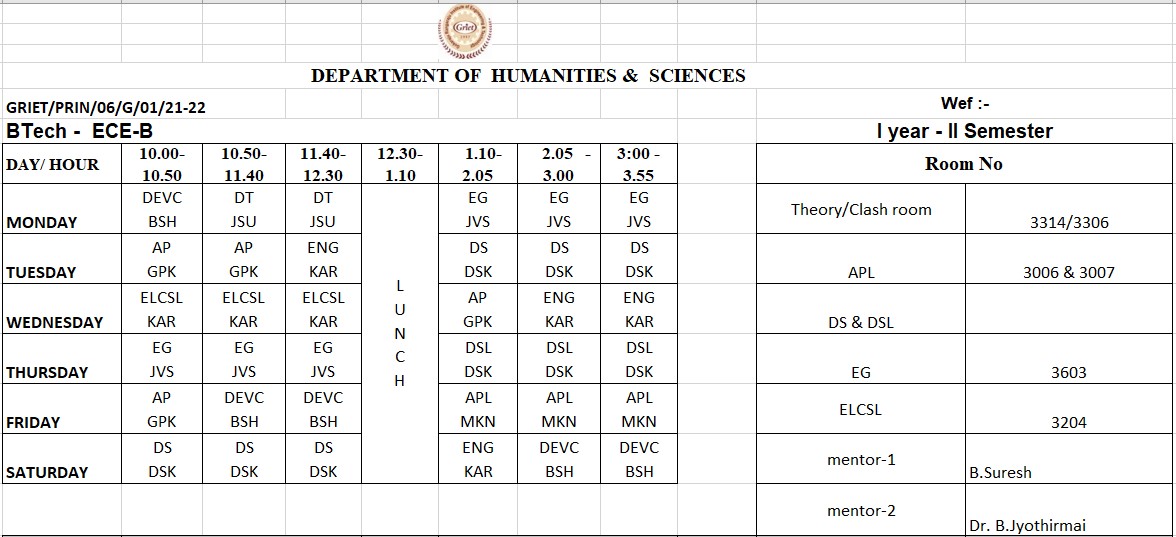 Griet
DEPARTMENT OF HUMANITIES & SCIENCES
GRIET/PRIN/06/G/01/21-22 Wef :-
BTech - ECE-B I year - II Semester
DAY/ HOUR 10.00-10.50 10.50-11.40 11.40-12.30 12.30-1.10 1.10-2.05 2.05 -3.00 3:00 -3.55 Room No
DEVC DT DT EG EG EG Theory/Clash room
MONDAY BSH JSU JSU JVS JVS JVS 3314/3306
AP AP ENG DS DS DS
TUESDAY GPK GPK KAR DSK DSK DSK APL 3006 & 3007
L
U
N
C
H
ELCSL ELCSL ELCSL AP ENG ENG
WEDNESDAY KAR KAR KAR GPK KAR KAR DS & DSL
EG EG EG DSL DSL DSL
THURSDAY JVS JVS JVS DSK DSK DSK EG 3603
AP DEVC DEVC APL APL APL ELCSL
FRIDAY GPK BSH BSH MKN MKN MKN 3204
DS DS DS ENG DEVC DEVC mentor-1
SATURDAY DSK DSK DSK KAR BSH BSH B.Suresh
mentor-2
Dr. B.Jyothirmai